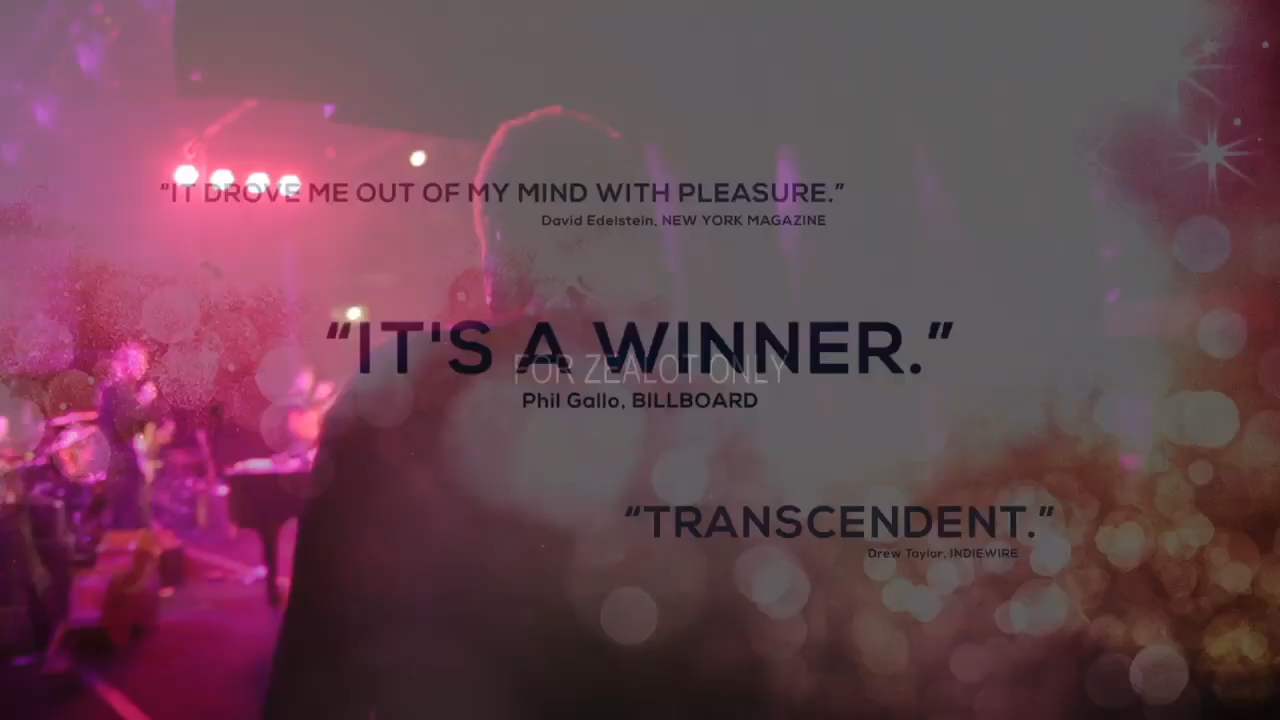 “IT DROVE ME OUT OF MY MIND WITH PLEASURE.”
David Edelstein, NEW YORK MAGAZINE
“IT'S A WINNER.”
FOR ZEALOT ONLY
Phil Gallo, BILLBOARD
“TRANSCENDENT.”
Drew Taylor, INDIEWIRE